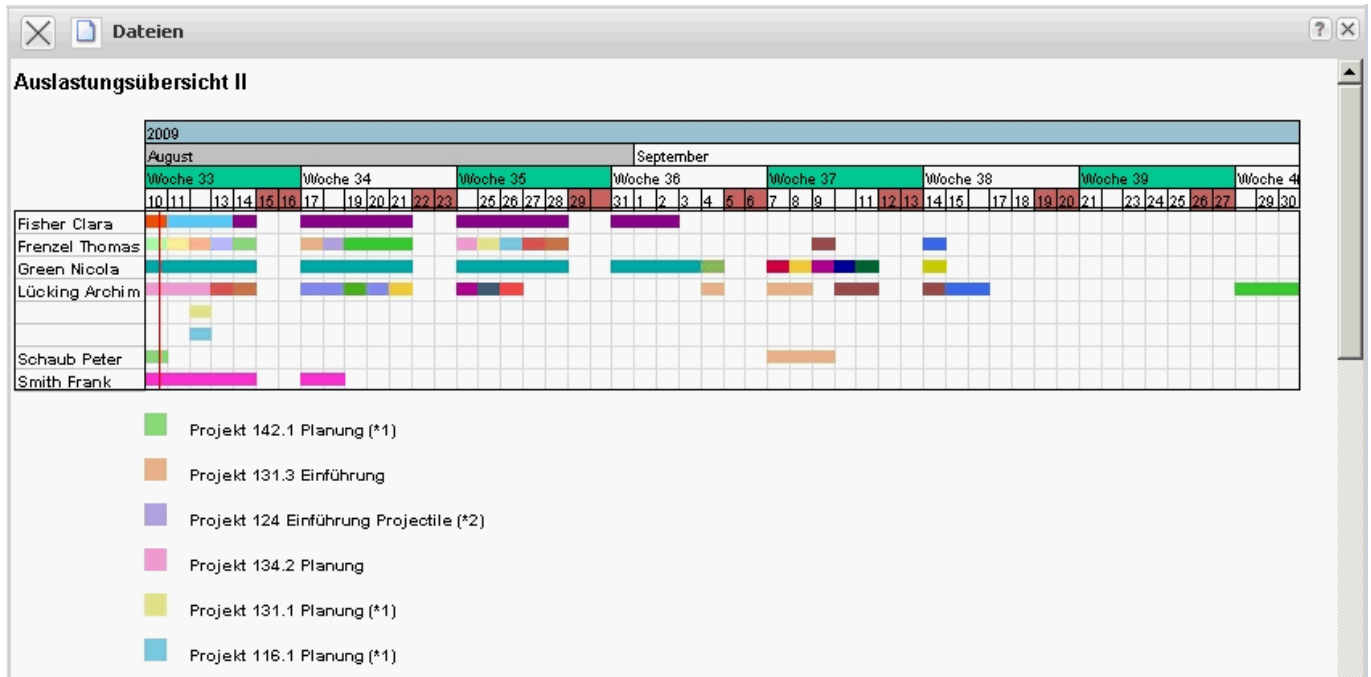 Dateien
Auslastungsübersicht II
2009
August September
Woche 33 Woche 34 Woche 35 Woche 36 Woche 37 Woche 38 Woche 39 Woche 4
10 11 13 14 15 16 17 19 20 21 22 23 25 26 27 28 29 31 1 2 3 4 5 6 7 8 9 11 12 13 14 15 17 18 19 20 21 23 24 25 26 27 29 30
Fisher Clara
Frenzel Thomas
Green Nicola
Lücking Archim
Schaub Peter
Smith Frank
Projekt 142.1 Planung (*1)
Projekt 131.3 Einführung
Projekt 124 Einführung Projectile (*2)
Projekt 134.2 Planung
Projekt 131.1 Planung (*1)
Projekt 116.1 Planung (*1)